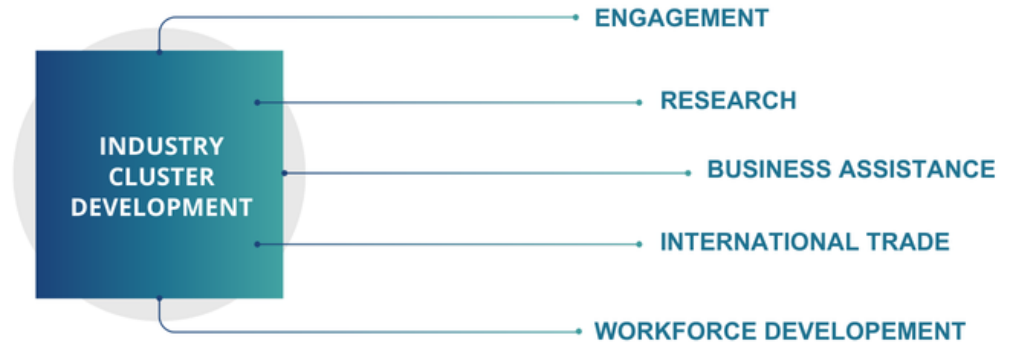 ENGAGEMENT
RESEARCH
INDUSTRY
CLUSTER
DEVELOPMENT
BUSINESS ASSISTANCE
INTERNATIONAL TRADE
WORKFORCE DEVELOPEMENT